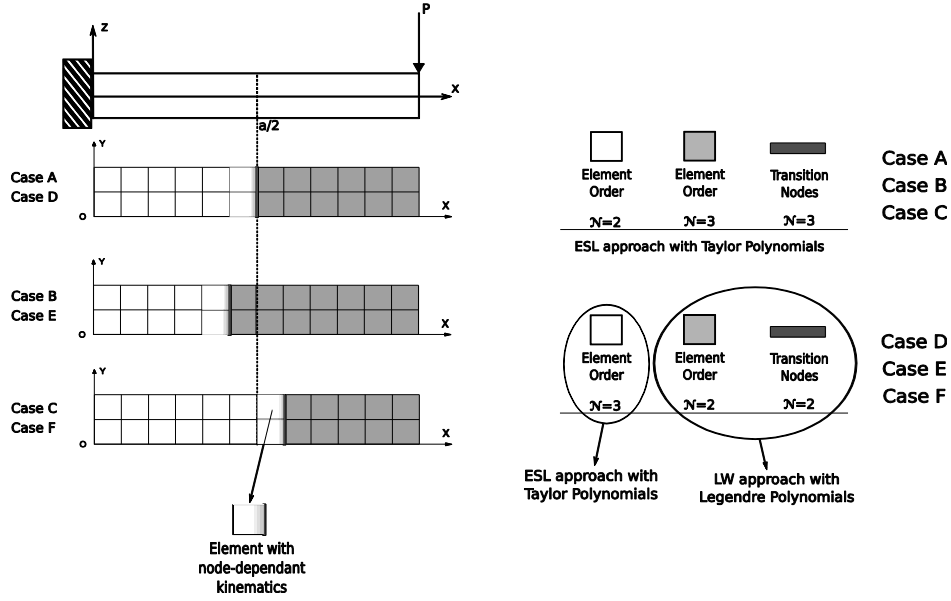 P
Z
X
a/2
Y
Case A
Case D
X
O
Y
Case B
Case E
X
O
Y
Case C
Case F
X
O
Element with
node-dependant
kinematics
Element
Order
N=2
Element
Order
N=3
Transition
Nodes
N=3
ESL approach with Taylor Polynomials
Case A
Case B
Case C
Element
Order
N=3
Element
Order
N=2
Transition
Nodes
N=2
Case D
Case E
Case F
ESL approach with
Taylor Polynomials
LW approach with
Legendre Polynomials